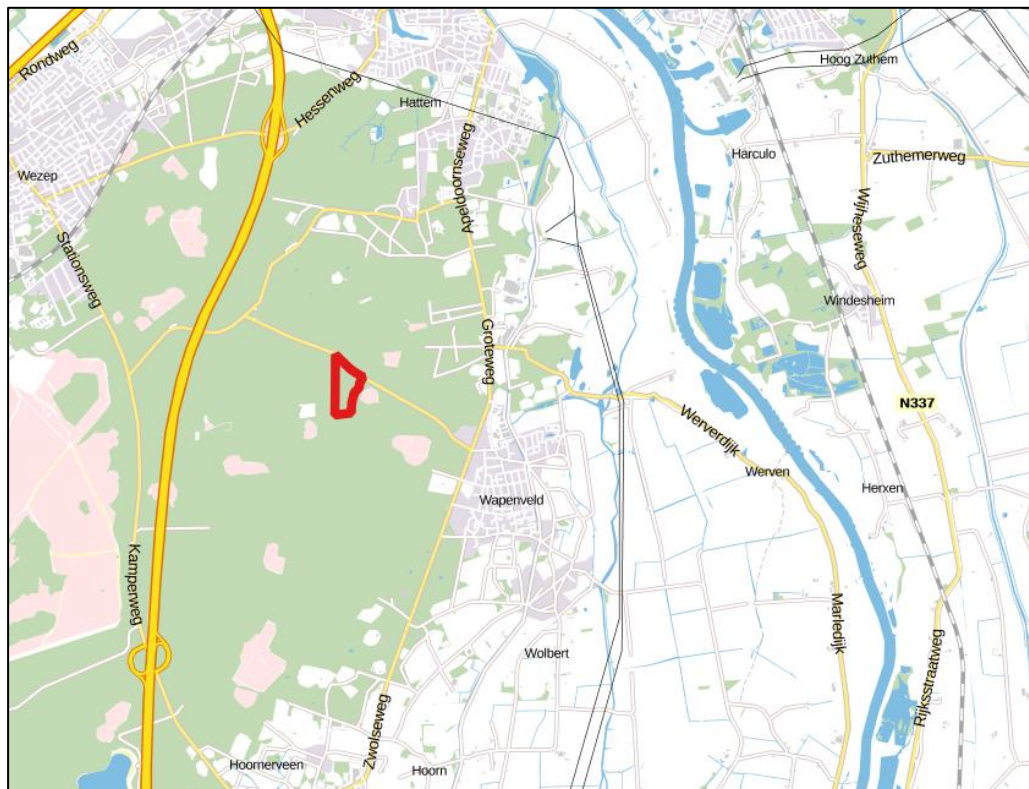 Rondweg
Hessenweg
Hattem
Hoog Zuthem
Harculo
Zuthemerweg
Wezep
Apeldoornseweg
Wijheseweg
Stationsweg
Windesheim
Groteweg
N337
Werverdijk
Werven
Herxen
Wapenveld
Kamperweg
Marledijk
Wolbert
Rijksstraatweg
Zwolseweg
Hoornerveen
Hoorn